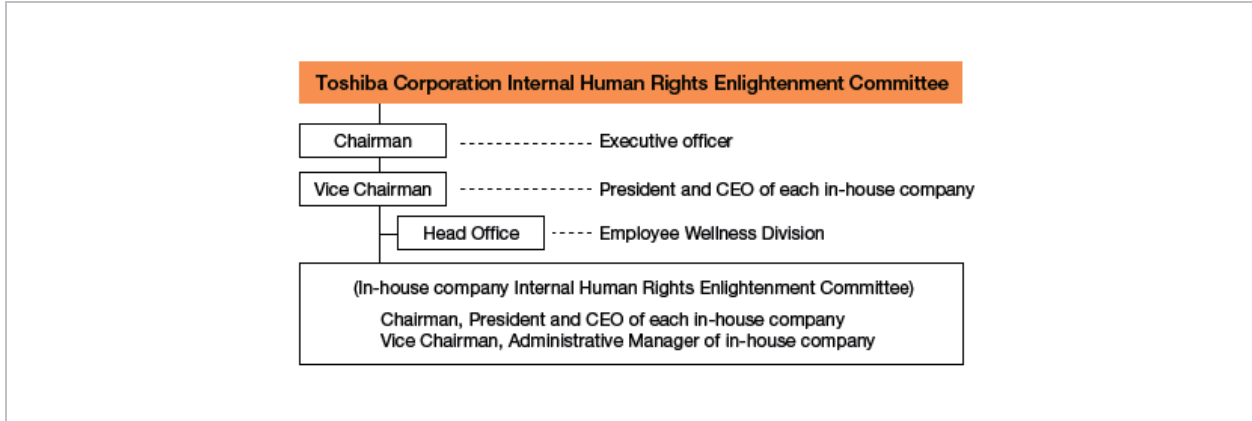 Toshiba Corporation Internal Human Rights Enlightenment Committee
Chairman
Executive officer
Vice Chairman
President and CEO of each in-house company
Head Office
Employee Wellness Division
(In-house company Internal Human Rights Enlightenment Committee)
Chairman, President and CEO of each in-house company
Vice Chairman, Administrative Manager of in-house company